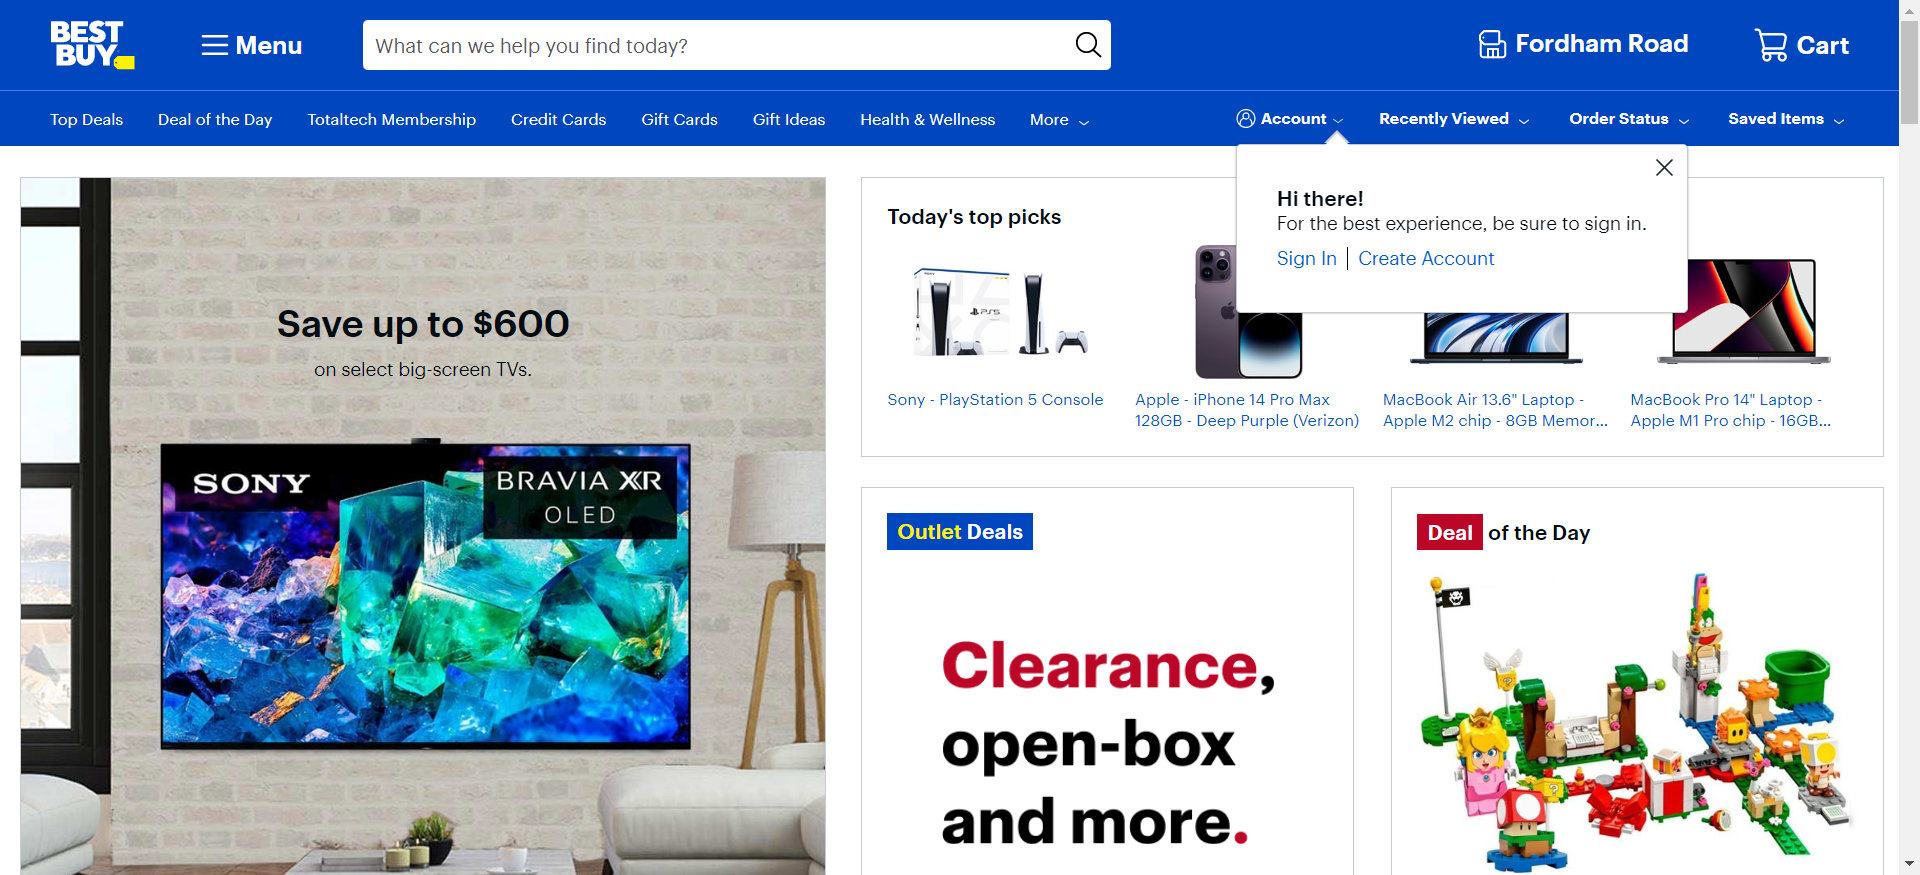 BEST
BUY
Menu
What can we help you find today?
Fordham Road
Cart
Top Deals
Deal of the Day
Totaltech Membership
Credit Cards
Gift Cards
Gift Ideas
Health & Wellness
More
Account
Recently Viewed
Order Status
Saved Items
Hi there!
For the best experience, be sure to sign in.
Sign In
Create Account
Save up to $600
on select big-screen TVs.
SONY
BRAVIA XR
OLED
Today's top picks
PS5
Sony - PlayStation 5 Console
Apple - iPhone 14 Pro Max
128GB - Deep Purple (Verizon)
MacBook Air 13.6" Laptop -
Apple M2 chip - 8GB Memor...
MacBook Pro 14" Laptop -
Apple M1 Pro chip - 16GB...
Outlet Deals
Clearance,
open-box
and more.
Deal of the Day